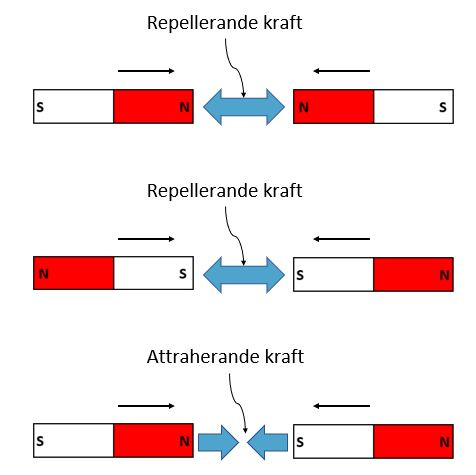 Repellerande kraft
S N N S
Repellerande kraft
N S S N
Attraherande kraft
S N S N